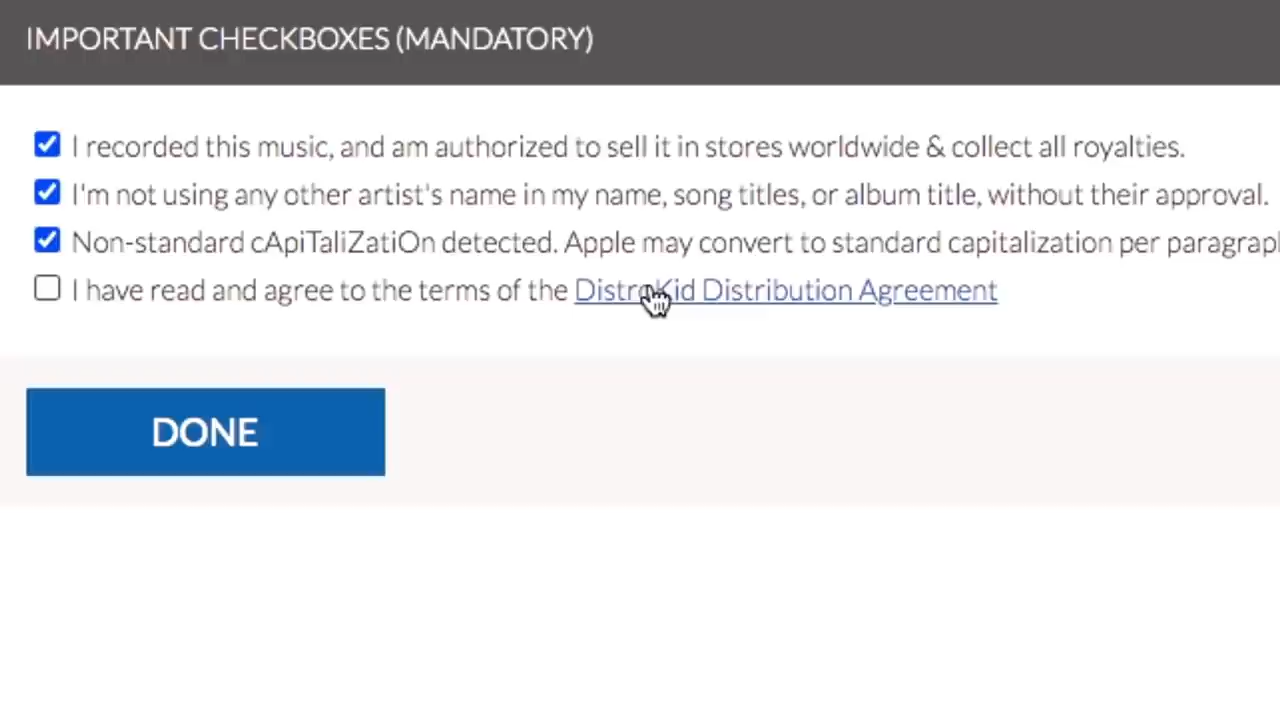 IMPORTANT CHECKBOXES (MANDATORY)
I recorded this music, and am authorized to sell it in stores worldwide & collect all royalties.
I'm not using any other artist's name in my name, song titles, or album title, without their approval.
Non-standard cApiTaliZatiOn detected. Apple may convert to standard capitalization per paragraph
I have read and agree to the terms of the DistroKid Distribution Agreement
DONE